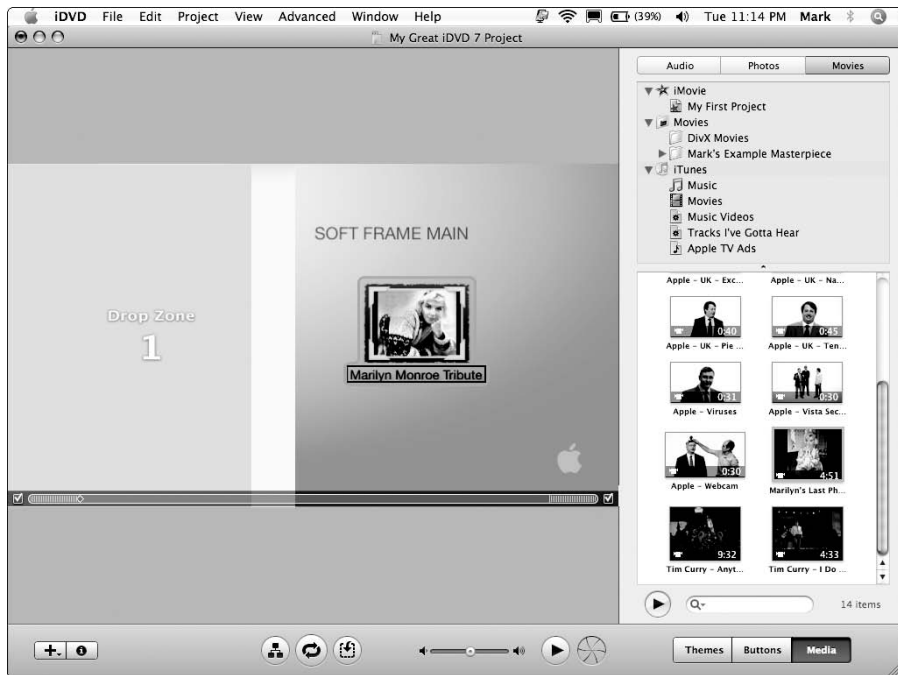 iDVD File Edit Project View Advanced Window Help (39%) Tue 11:14 PM Mark
My Great iDVD 7 Project
Audio Photos Movies
iMovie
My First Project
Movies
DivX Movies
Mark's Example Masterpiece
iTunes
Music
Movies
Music Videos
Tracks I've Gotta Hear
Apple TV Ads
SOFT FRAME MAIN
Drop Zone
1
Marilyn Monroe Tribute
Apple - UK - Exc... Apple - UK - Na...
0:40 0:45
Apple - UK - Pie ... Apple - UK - Ten...
0:31 0:30
Apple - Viruses Apple - Vista Sec...
0:30 4:51
Apple - Webcam Marilyn's Last Ph...
9:32 4:33
Tim Curry - Anyt... Tim Curry - I Do ...
14 items
Themes Buttons Media